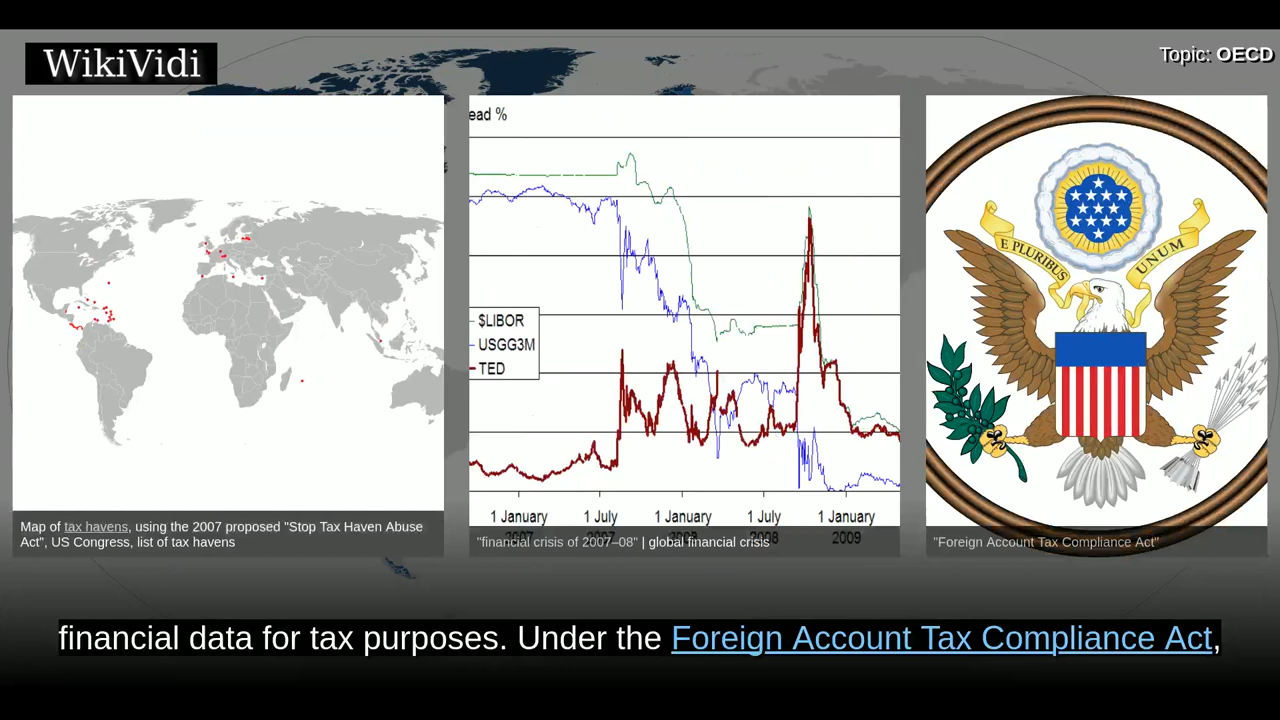 WikiVidi
Topic: OECD
ead %
$LIBOR
USGG3M
TED
1 January
1 July
1 January
1 July
1 January
2007
2009
E PLURIBUS
UNUM
Map of tax havens, using the 2007 proposed "Stop Tax Haven Abuse
Act", US Congress, list of tax havens
"financial crisis of 2007–08" | global financial crisis
"Foreign Account Tax Compliance Act"
financial data for tax purposes. Under the Foreign Account Tax Compliance Act,